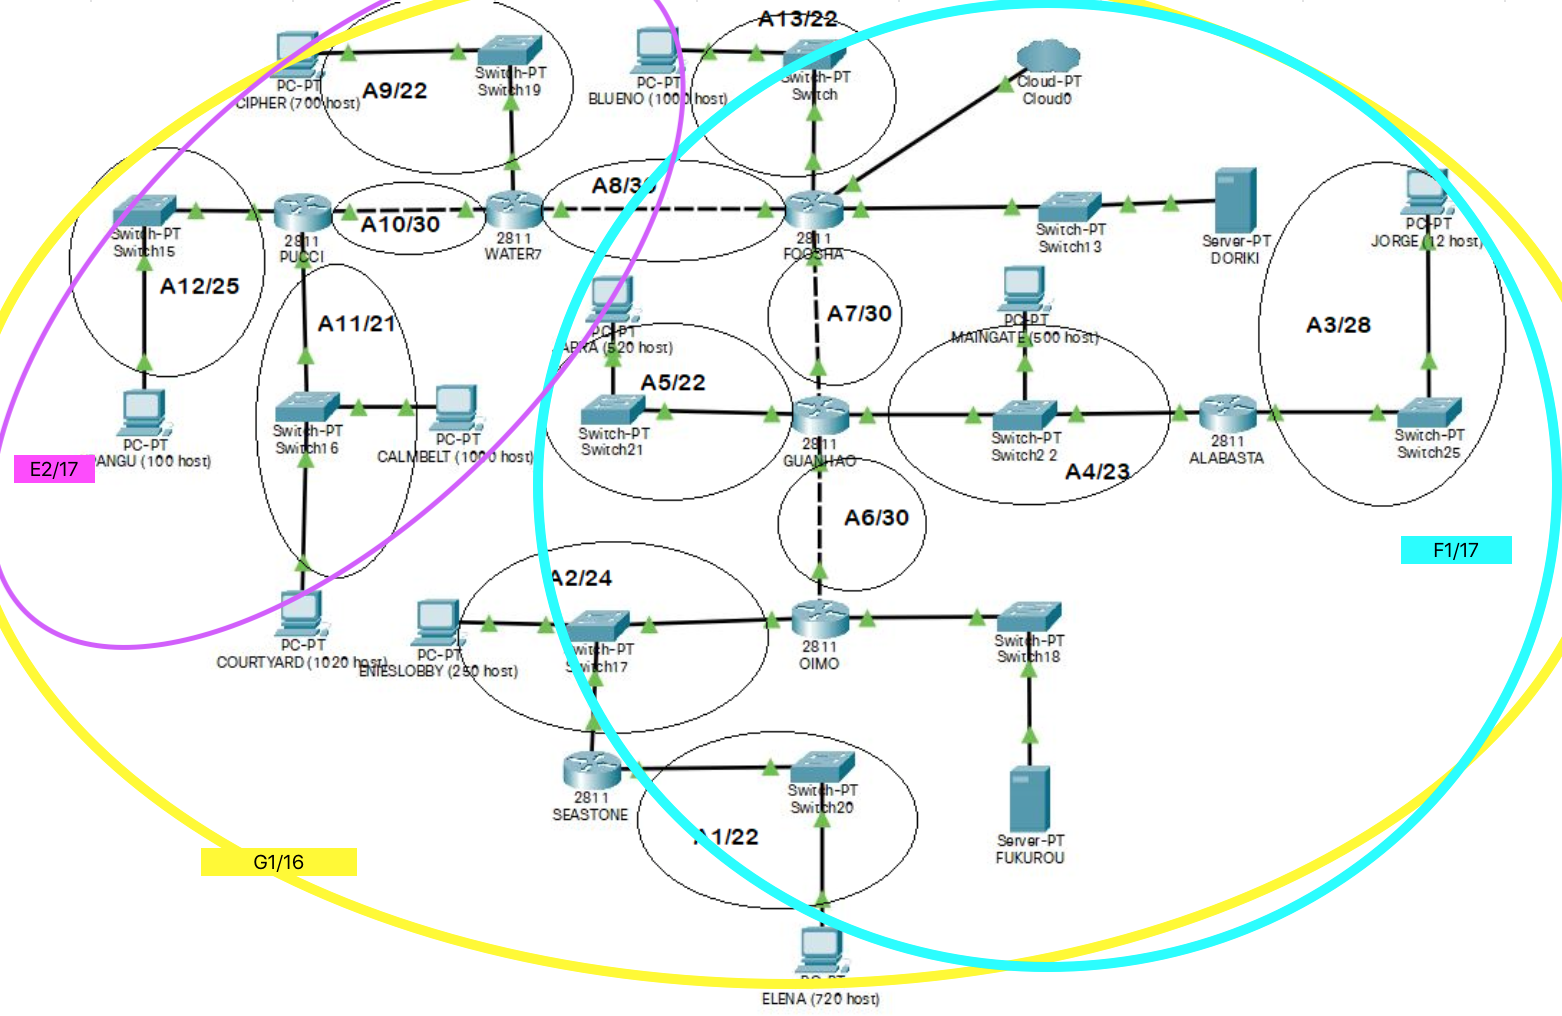 A13/22
PC-PT
CIPHER (700 host)
A9/22
Switch-PT
Switch19
PC-PT
BLUENO (1000 host)
Switch-PT
Switch
Cloud-PT
Cloud0
A8/30
Switch-PT
Switch15
2811
PUCCI
A10/30
2811
WATER7
2811
FOOSHA
Switch-PT
Switch13
Server-PT
DORIKI
PC-PT
JORGE (12 host)
A12/25
A11/21
A7/30
PC-PT
(520 host)
PC-PT
MAINGATE (500 host)
A3/28
A5/22
Switch-PT
Switch16
PC-PT
CALMBELT (1000 host)
Switch-PT
Switch21
2811
GUANHAO
Switch-PT
Switch2 2
A4/23
2811
ALABASTA
Switch-PT
Switch25
PC-PT
(100 host)
E2/17
A6/30
F1/17
A2/24
PC-PT
COURTYARD (1020 host)
PC-PT
ENIESLOBBY (250 host)
Switch17
2811
OIMO
Switch-PT
Switch18
2811
SEASTONE
Switch-PT
Switch20
A1/22
Server-PT
FUKUROU
G1/16
PC-PT
ELENA (720 host)